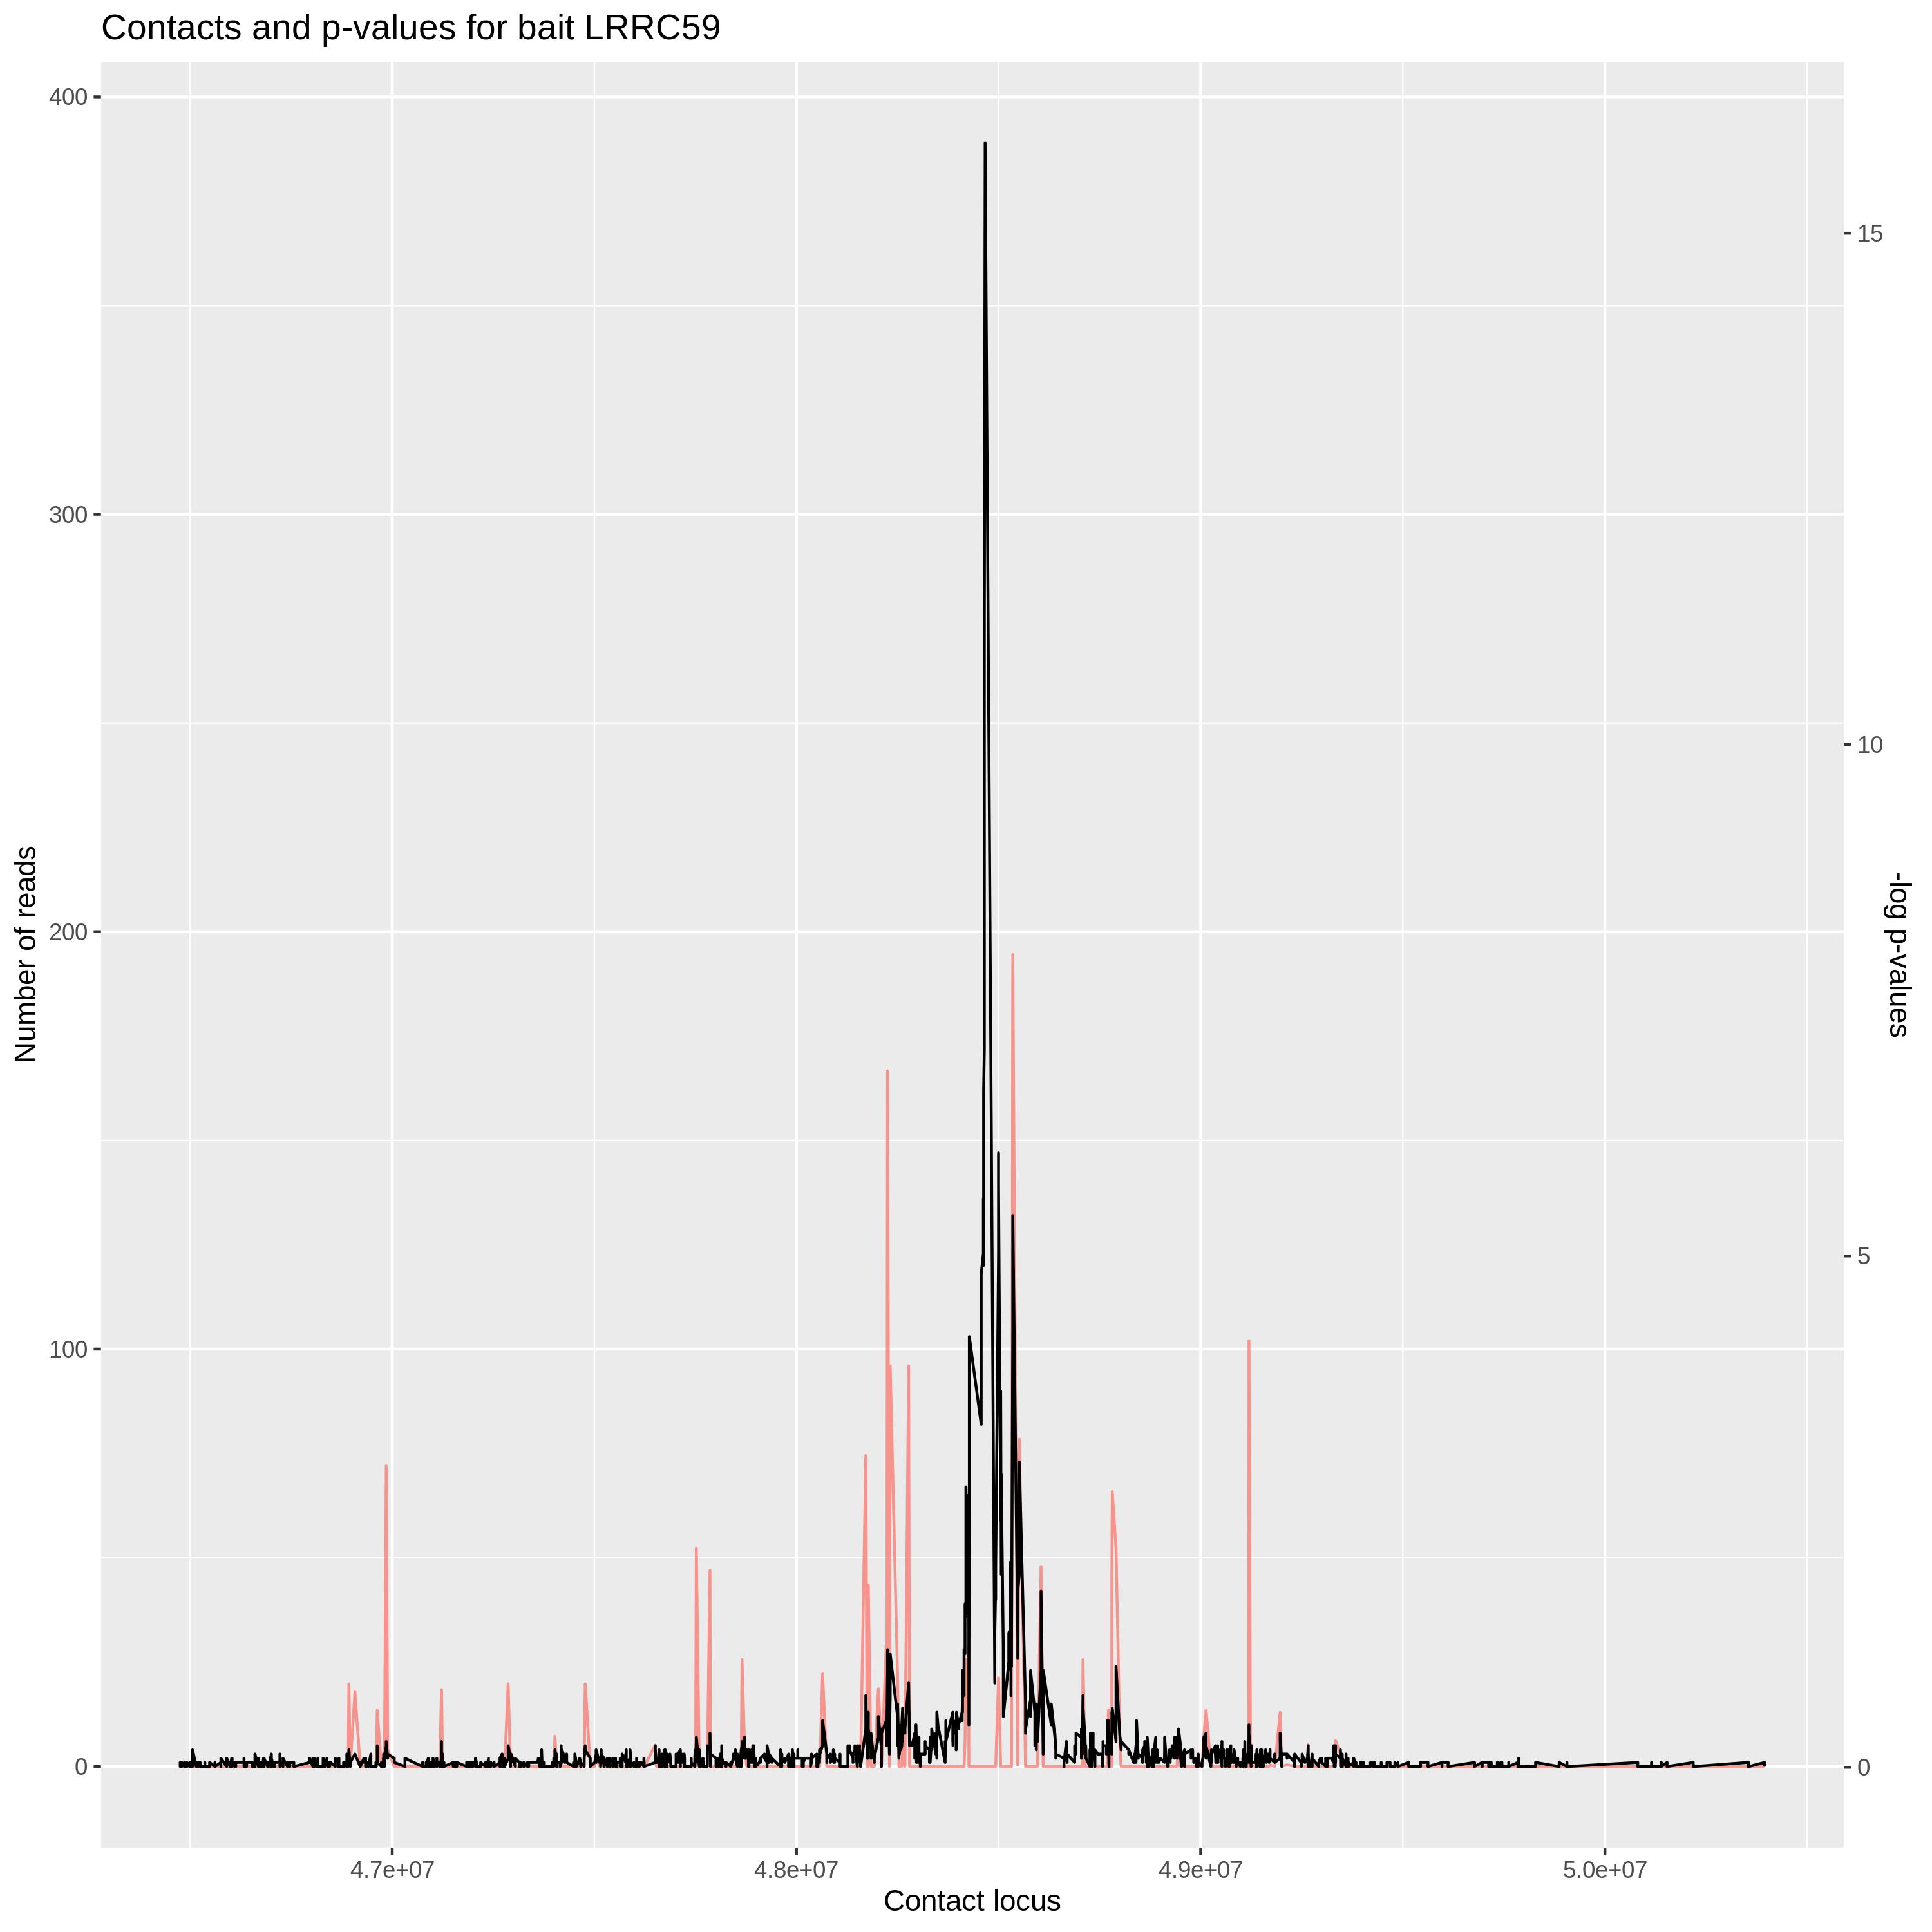 Contacts and p-values for bait LRRC59
400
300
200
100
0
15
10
5
0
Number of reads
-log p-values
4.7e+07
4.8e+07
4.9e+07
5.0e+07
Contact locus